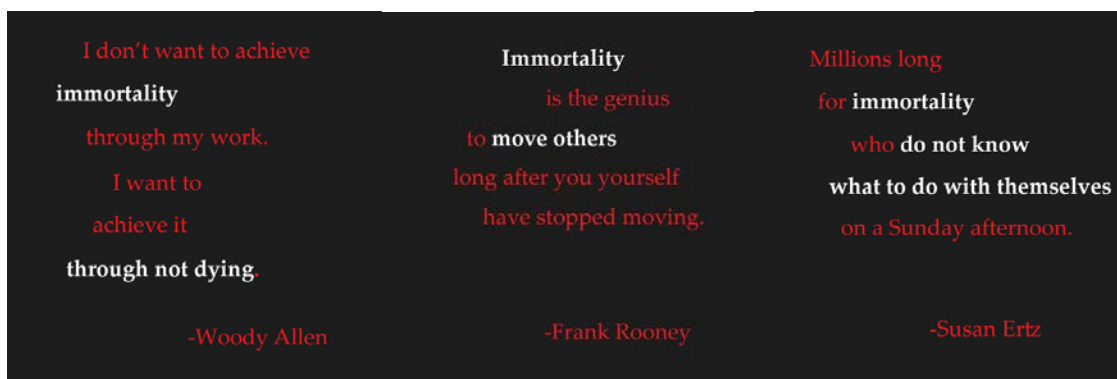 I don't want to achieve
immortality
through my work.
I want to
achieve it
through not dying.
-Woody Allen
Immortality
is the genius
to move others
long after you yourself
have stopped moving.
-Frank Rooney
Millions long
for immortality
who do not know
what to do with themselves
on a Sunday afternoon.
-Susan Ertz